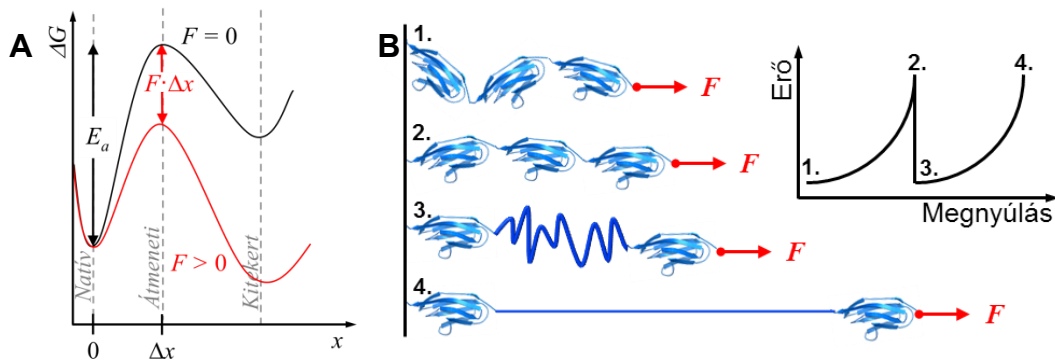 A
ΔG
F = 0
F·Δx
E_a
F > 0
Natív
Átmeneti
Kitekert
0
Δx
x
B
1.
F
2.
F
3.
F
4.
F
Erő
1.
2.
3.
4.
Megnyúlás